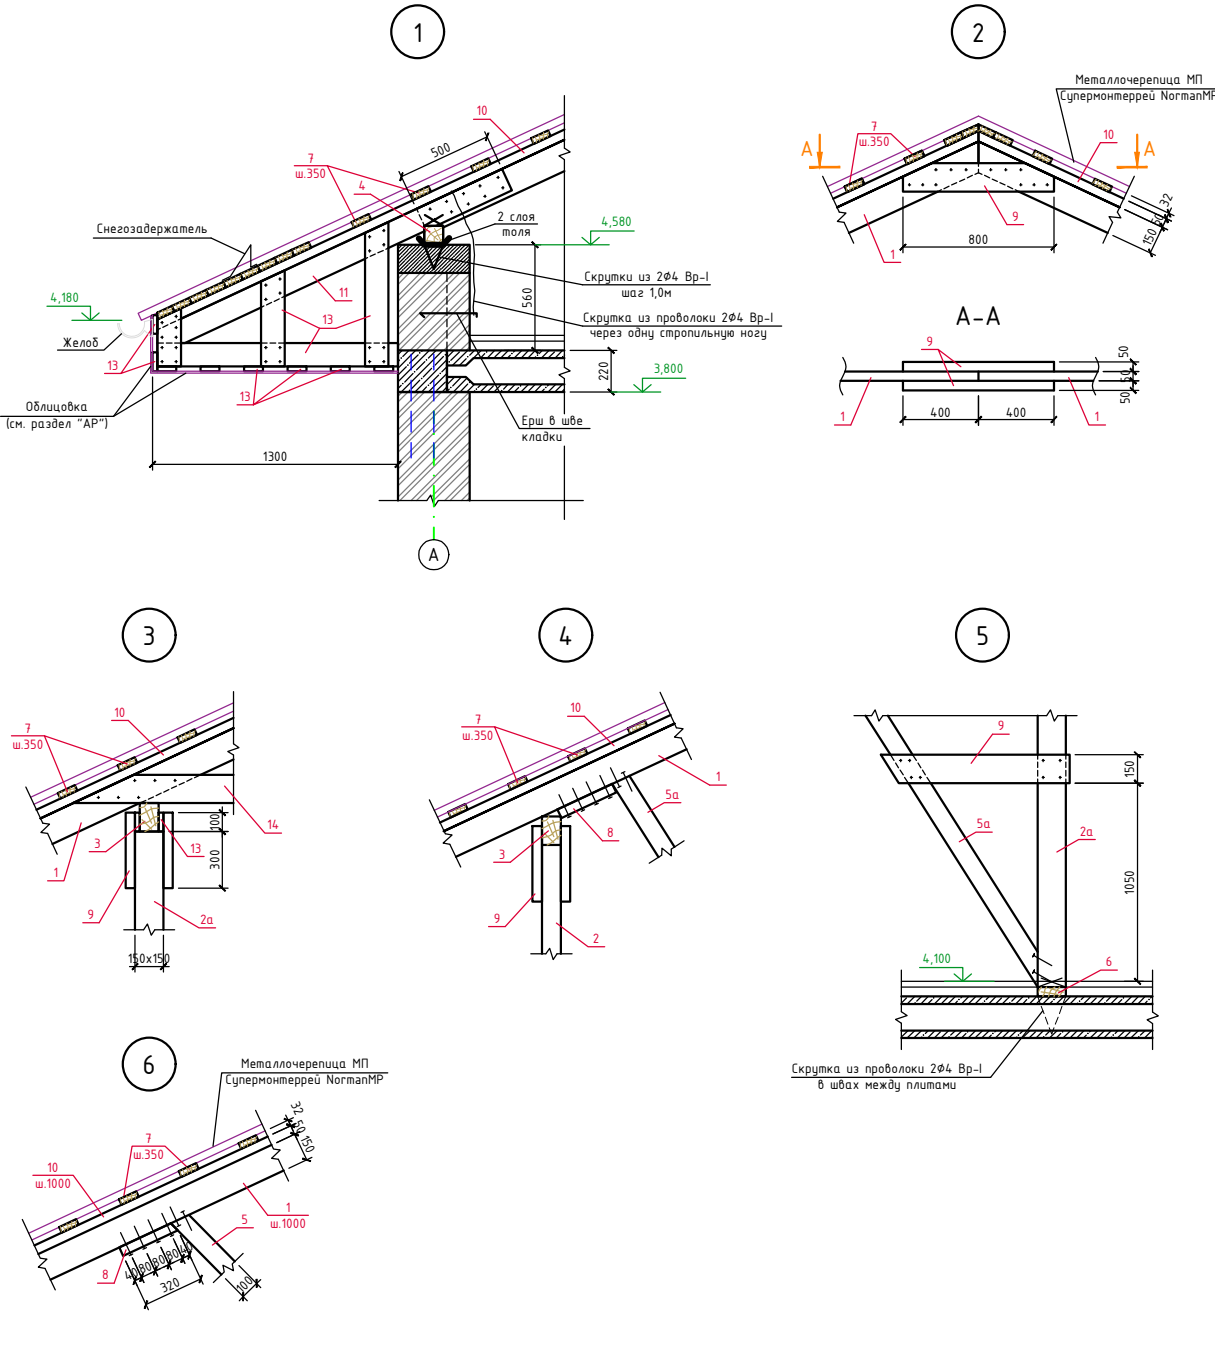 1
10
500
7
ш.350
4
2 слоя
толя
4,580
Снегозадержатель
Скрутки из 2Ф4 Вр-I
шаг 1,0м
560
4,180
11
13
Скрутка из проволоки 2Ф4 Вр-I
через одну стропильную ногу
Желоб
13
220
3,800
13
Облицовка
(см. раздел "АР")
Ерш в шве
кладки
1300
А
2
Металлочерепица МП
Супермонтеррей NormanMP
А
7
ш.350
10
А
32
50
150
9
800
1
А-А
9
50
50
50
1
400
400
1
3
10
7
ш.350
100
14
3
13
300
1
9
2а
150х150
4
7
ш.350
10
1
5а
8
3
9
2
5
9
150
5а
2а
1050
4,100
6
Скрутка из проволоки 2Ф4 Вр-I
в швах между плитами
6
Металлочерепица МП
Супермонтеррей NormanMP
32
50
150
7
ш.350
10
ш.1000
1
ш.1000
5
8
40
80
80
80
40
320
100